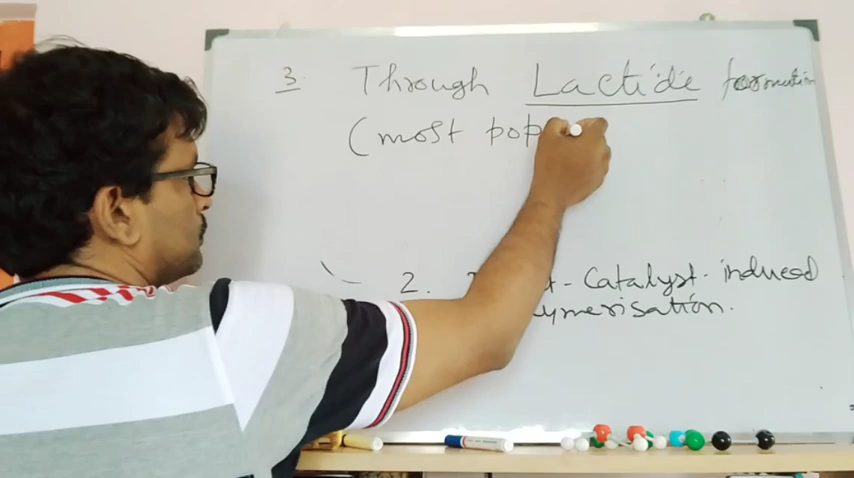 3. Through Lactide formation
(most pop
2. t-Catalyst-induced
ymerisation.